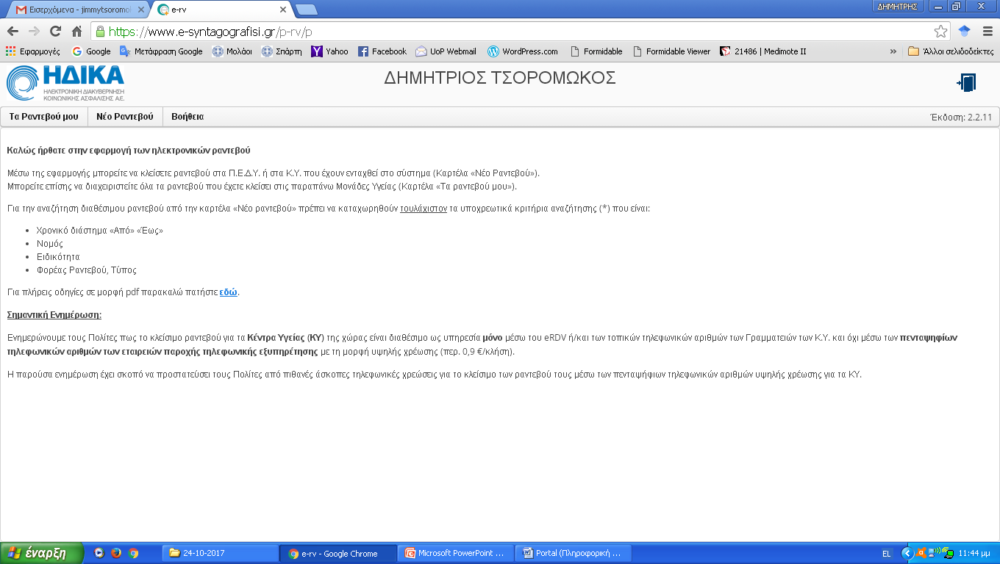 Εισερχόμενα - jimmytsoromol
e-rv
ΔΗΜΗΤΡΗΣ
https://www.e-syntagografisi.gr/p-rv/p
Εφαρμογές Google Μετάφραση Google Μολάοι Σπάρτη Yahoo Facebook UoP Webmail WordPress.com Formidable Formidable Viewer 21486 | Medimote II » Άλλοι σελιδοδείκτες
ΗΔΙΚΑ
ΗΛΕΚΤΡΟΝΙΚΗ ΔΙΑΚΥΒΕΡΝΗΣΗ
ΚΟΙΝΩΝΙΚΗΣ ΑΣΦΑΛΙΣΗΣ Α.Ε.
ΔΗΜΗΤΡΙΟΣ ΤΣΟΡΟΜΩΚΟΣ
Τα Ραντεβού μου Νέο Ραντεβού Βοήθεια Έκδοση: 2.2.11
Καλώς ήρθατε στην εφαρμογή των ηλεκτρονικών ραντεβού
Μέσω της εφαρμογής μπορείτε να κλείσετε ραντεβού στα Π.Ε.Δ.Υ. ή στα Κ.Υ. που έχουν ενταχθεί στο σύστημα (Καρτέλα «Νέο Ραντεβού»).
Μπορείτε επίσης να διαχειριστείτε όλα τα ραντεβού που έχετε κλείσει στις παραπάνω Μονάδες Υγείας (Καρτέλα «Τα ραντεβού μου»).
Για την αναζήτηση διαθέσιμου ραντεβού από την καρτέλα «Νέο ραντεβού» πρέπει να καταχωρηθούν τουλάχιστον τα υποχρεωτικά κριτήρια αναζήτησης (*) που είναι:
• Χρονικό διάστημα «Από» «Έως»
• Νομός
• Ειδικότητα
• Φορέας Ραντεβού, Τύπος
Για πλήρεις οδηγίες σε μορφή pdf παρακαλώ πατήστε εδώ.
Σημαντική Ενημέρωση:
Ενημερώνουμε τους Πολίτες πως το κλείσιμο ραντεβού για τα Κέντρα Υγείας (ΚΥ) της χώρας είναι διαθέσιμο ως υπηρεσία μόνο μέσω του eRDV ή/και των τοπικών τηλεφωνικών αριθμών των Γραμματειών των Κ.Υ. και όχι μέσω των πενταψηφίων
τηλεφωνικών αριθμών των εταιρειών παροχής τηλεφωνικής εξυπηρέτησης με τη μορφή υψηλής χρέωσης (περ. 0,9 €/κλήση).
Η παρούσα ενημέρωση έχει σκοπό να προστατεύσει τους Πολίτες από πιθανές άσκοπες τηλεφωνικές χρεώσεις για το κλείσιμο των ραντεβού τους μέσω των πενταψήφιων τηλεφωνικών αριθμών υψηλής χρέωσης για τα ΚΥ.
έναρξη 24-10-2017 e-rv - Google Chrome Microsoft PowerPoint ... Portal (Πληροφορική ... EL 11:44 μμ